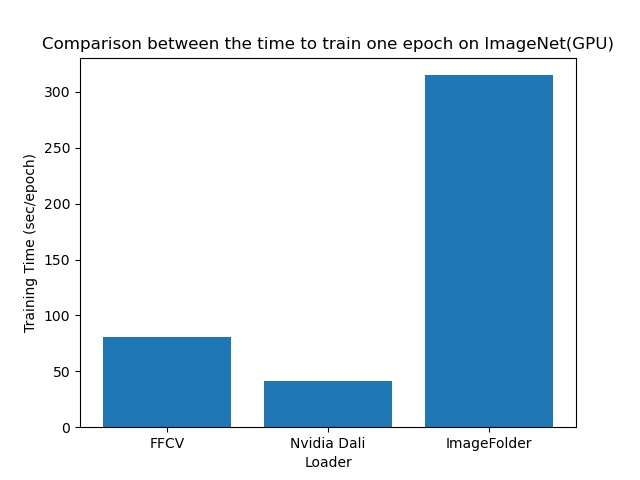 Comparison between the time to train one epoch on ImageNet(GPU)
Training Time (sec/epoch)
300
250
200
150
100
50
0
FFCV Nvidia Dali ImageFolder
Loader